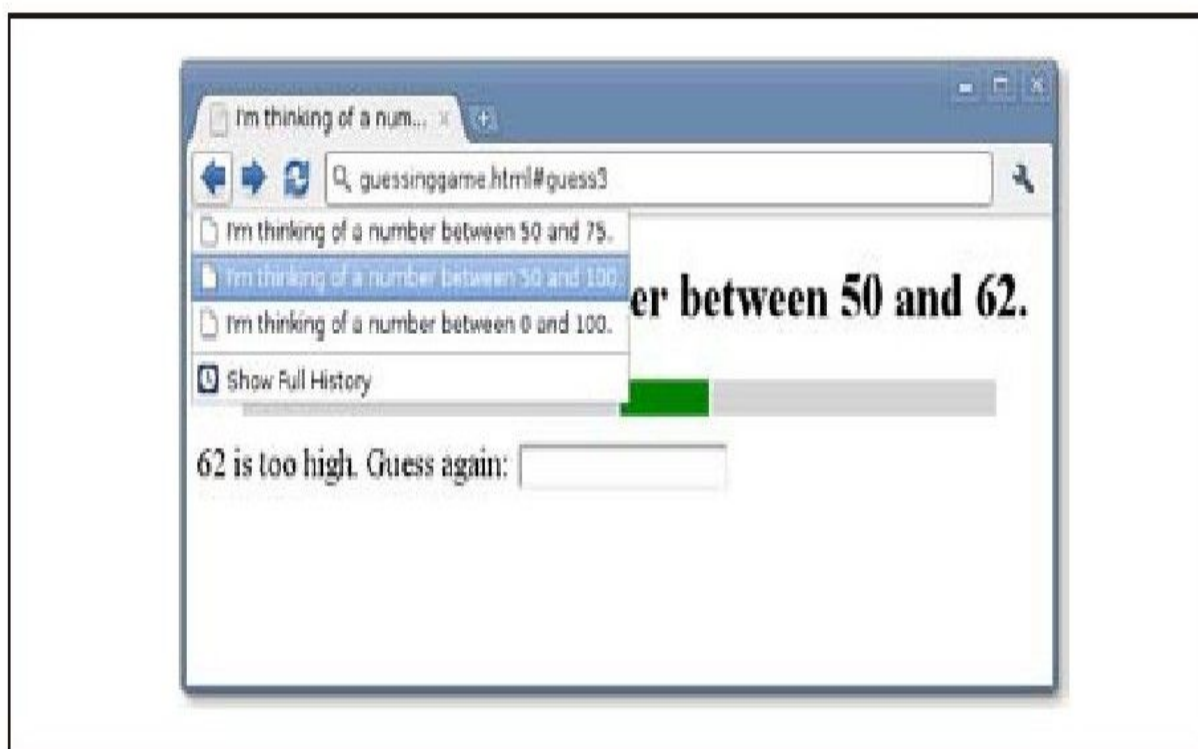 I'm thinking of a num...
guessinggame.html#guess3
I'm thinking of a number between 50 and 75.
I'm thinking of a number between 50 and 100.
er between 50 and 62.
I'm thinking of a number between 0 and 100.
Show Full History
62 is too high. Guess again: